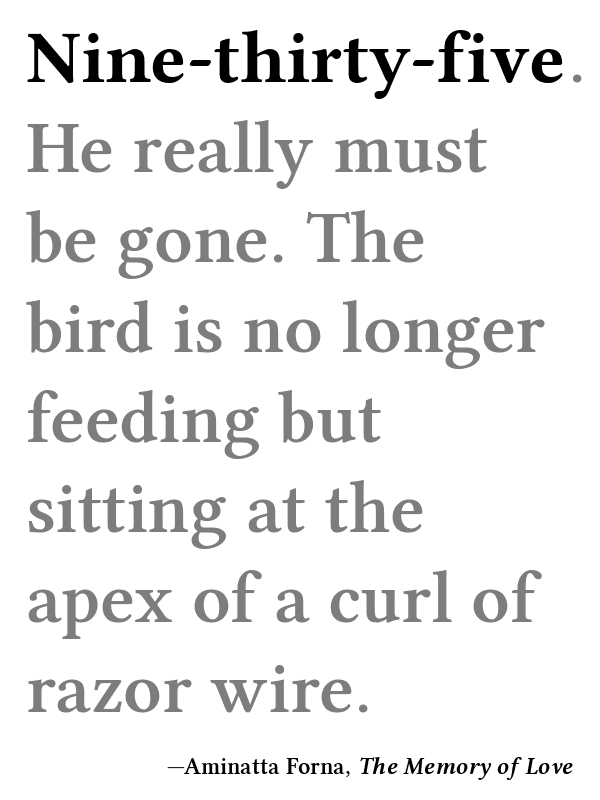 Nine-thirty-five.
He really must
be gone. The
bird is no longer
feeding but
sitting at the
apex of a curl of
razor wire.
—Aminatta Forna, The Memory of Love